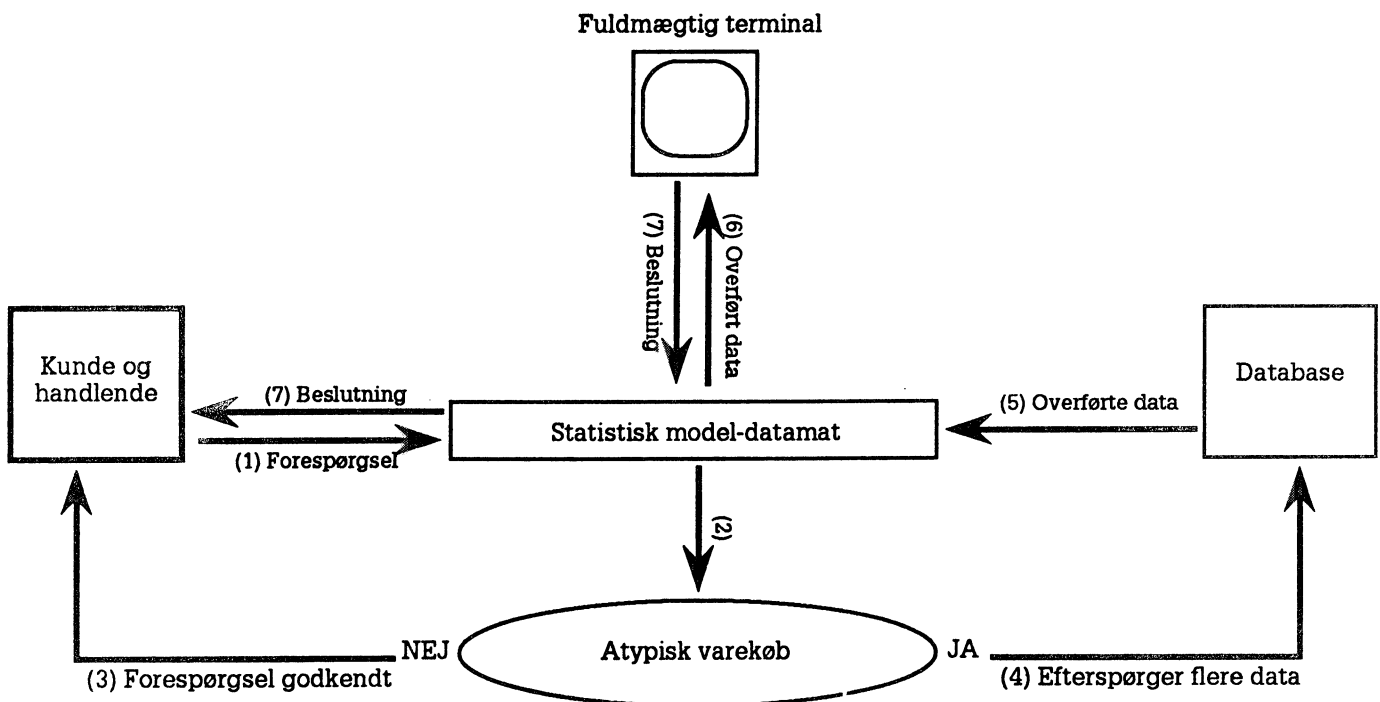 Fuldmægtig terminal
(7) Beslutning
(6) Overført data
Kunde og
handlende
(7) Beslutning
(1) Forespørgsel
Statistisk model-datamat
(5) Overførte data
Database
(2)
NEJ
Atypisk varekøb
JA
(3) Forespørgsel godkendt
(4) Efterspørger flere data